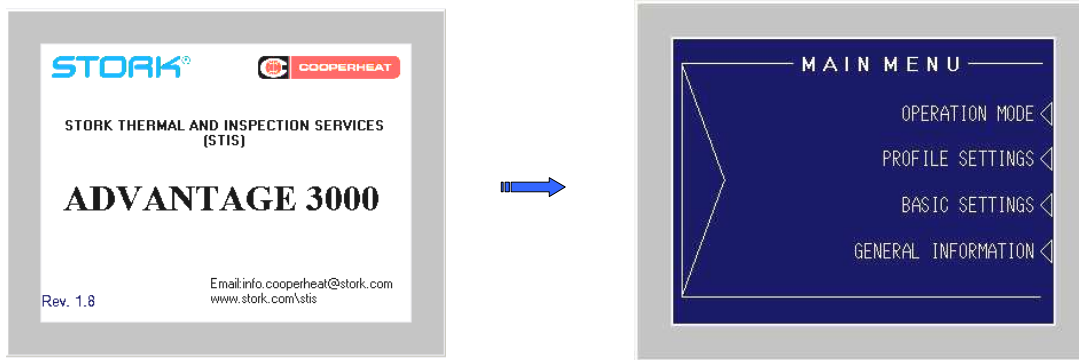 STORK®
COOPERHEAT
STORK THERMAL AND INSPECTION SERVICES
(STIS)
ADVANTAGE 3000
Email:info.cooperheat@stork.com
www.stork.com\stis
Rev. 1.8
MAIN MENU
OPERATION MODE
PROFILE SETTINGS
BASIC SETTINGS
GENERAL INFORMATION